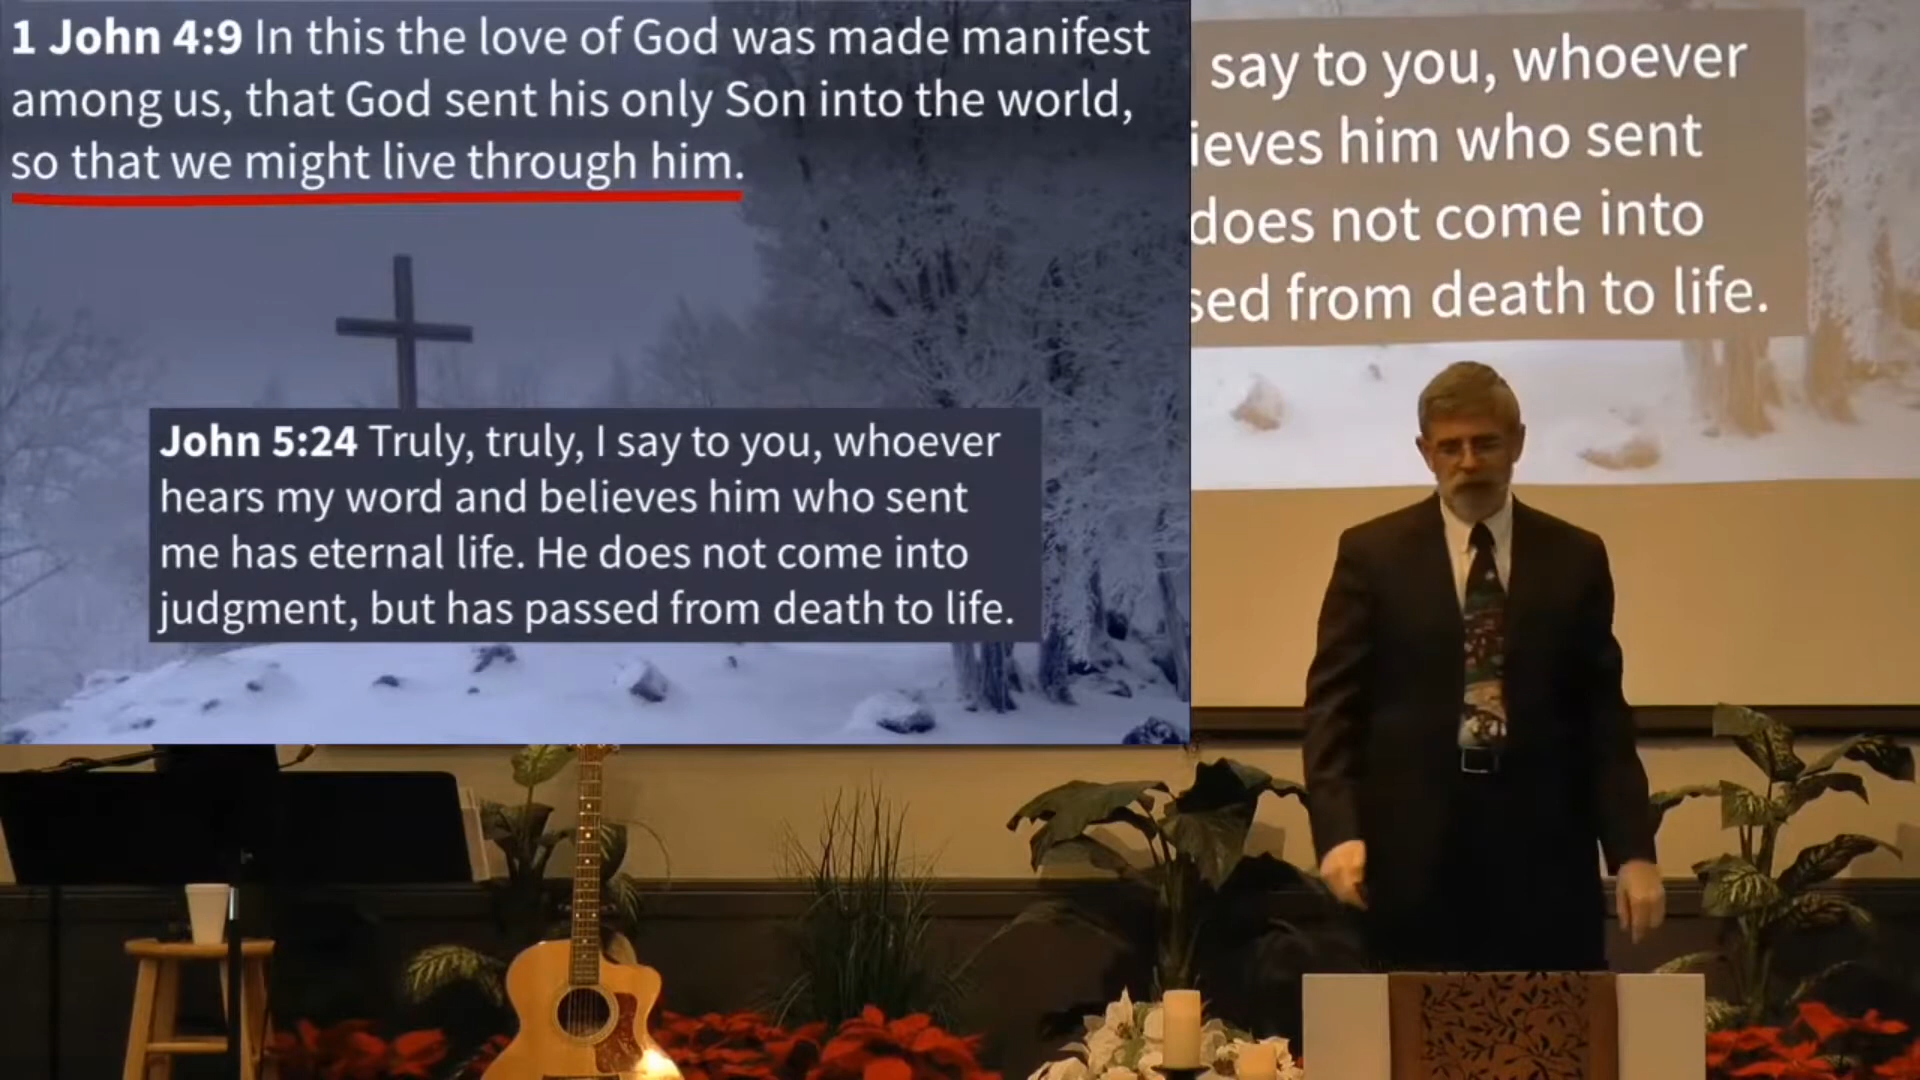 1 John 4:9 In this the love of God was made manifest
among us, that God sent his only Son into the world,
so that we might live through him.
John 5:24 Truly, truly, I say to you, whoever
hears my word and believes him who sent
me has eternal life. He does not come into
judgment, but has passed from death to life.
say to you, whoever
ieves him who sent
does not come into
sed from death to life.